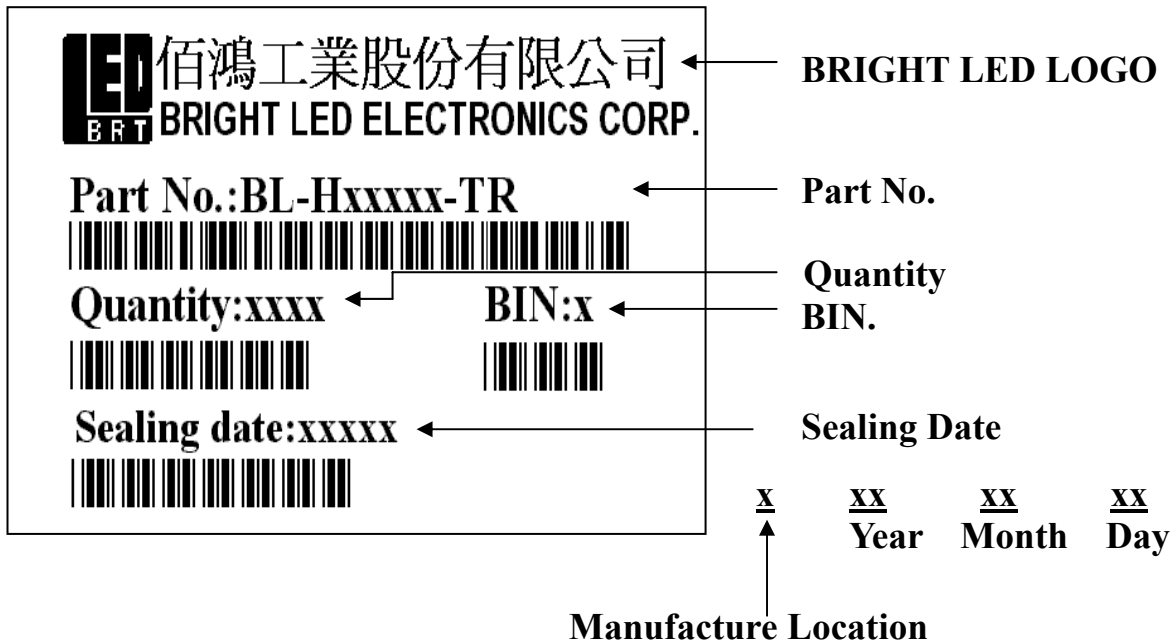 LED 佰鴻工業股份有限公司
BRT BRIGHT LED ELECTRONICS CORP.
BRIGHT LED LOGO
Part No.:BL-Hxxxxx-TR
Part No.
Quantity:xxxx
BIN:x
Quantity
BIN.
Sealing date:xxxxx
Sealing Date
x xx xx xx
Year Month Day
Manufacture Location